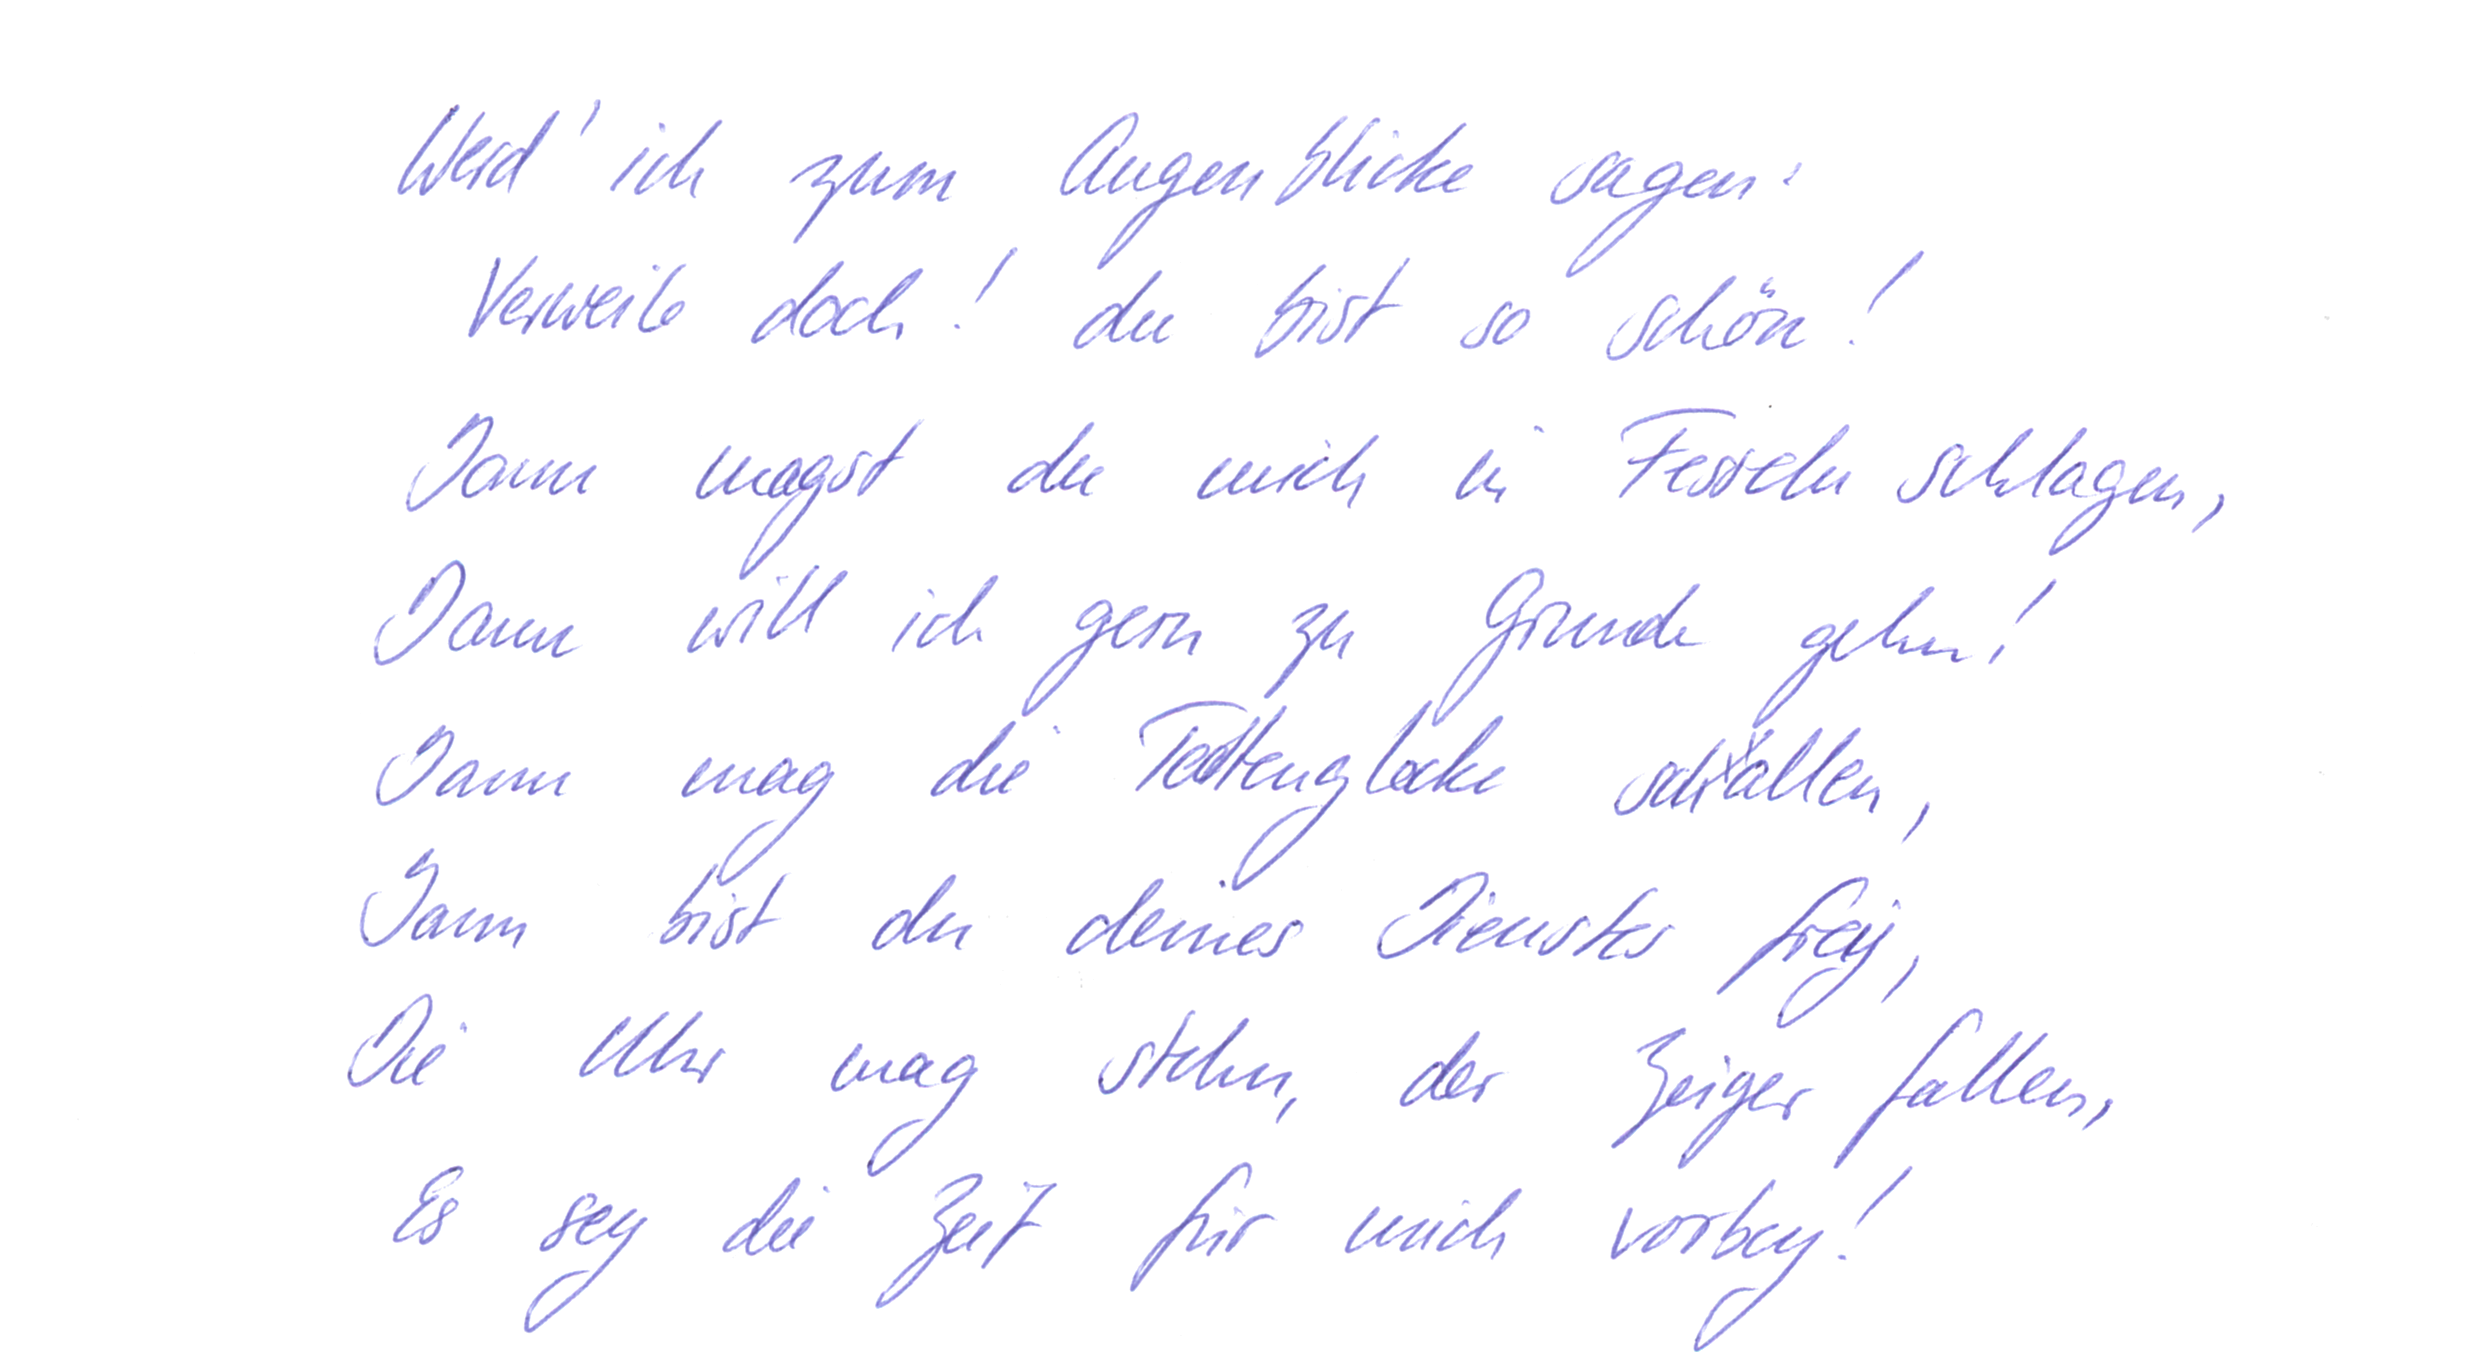 Werd' ich zum Augenblicke sagen:
Verweile doch! du bist so schön!
Dann magst du mich in Fesseln schlagen,
Dann will ich gern zu Grunde gehn!
Dann mag die Todtenglocke schallen,
Dann bist du deines Dienstes frey,
Die Uhr mag stehn, der Zeiger fallen,
Es sey die Zeit für mich vorbey!